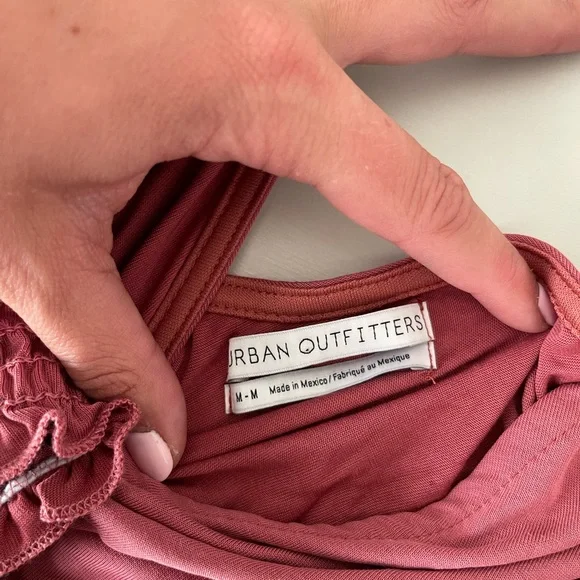 URBAN OUTFITTERS
M-M Made in Mexico/Fabriqué au Mexique